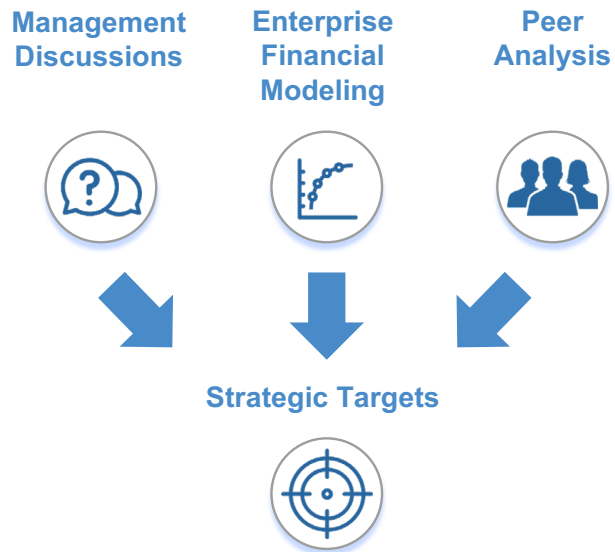 Management
Discussions
Enterprise
Financial
Modeling
Peer
Analysis
?
Strategic Targets